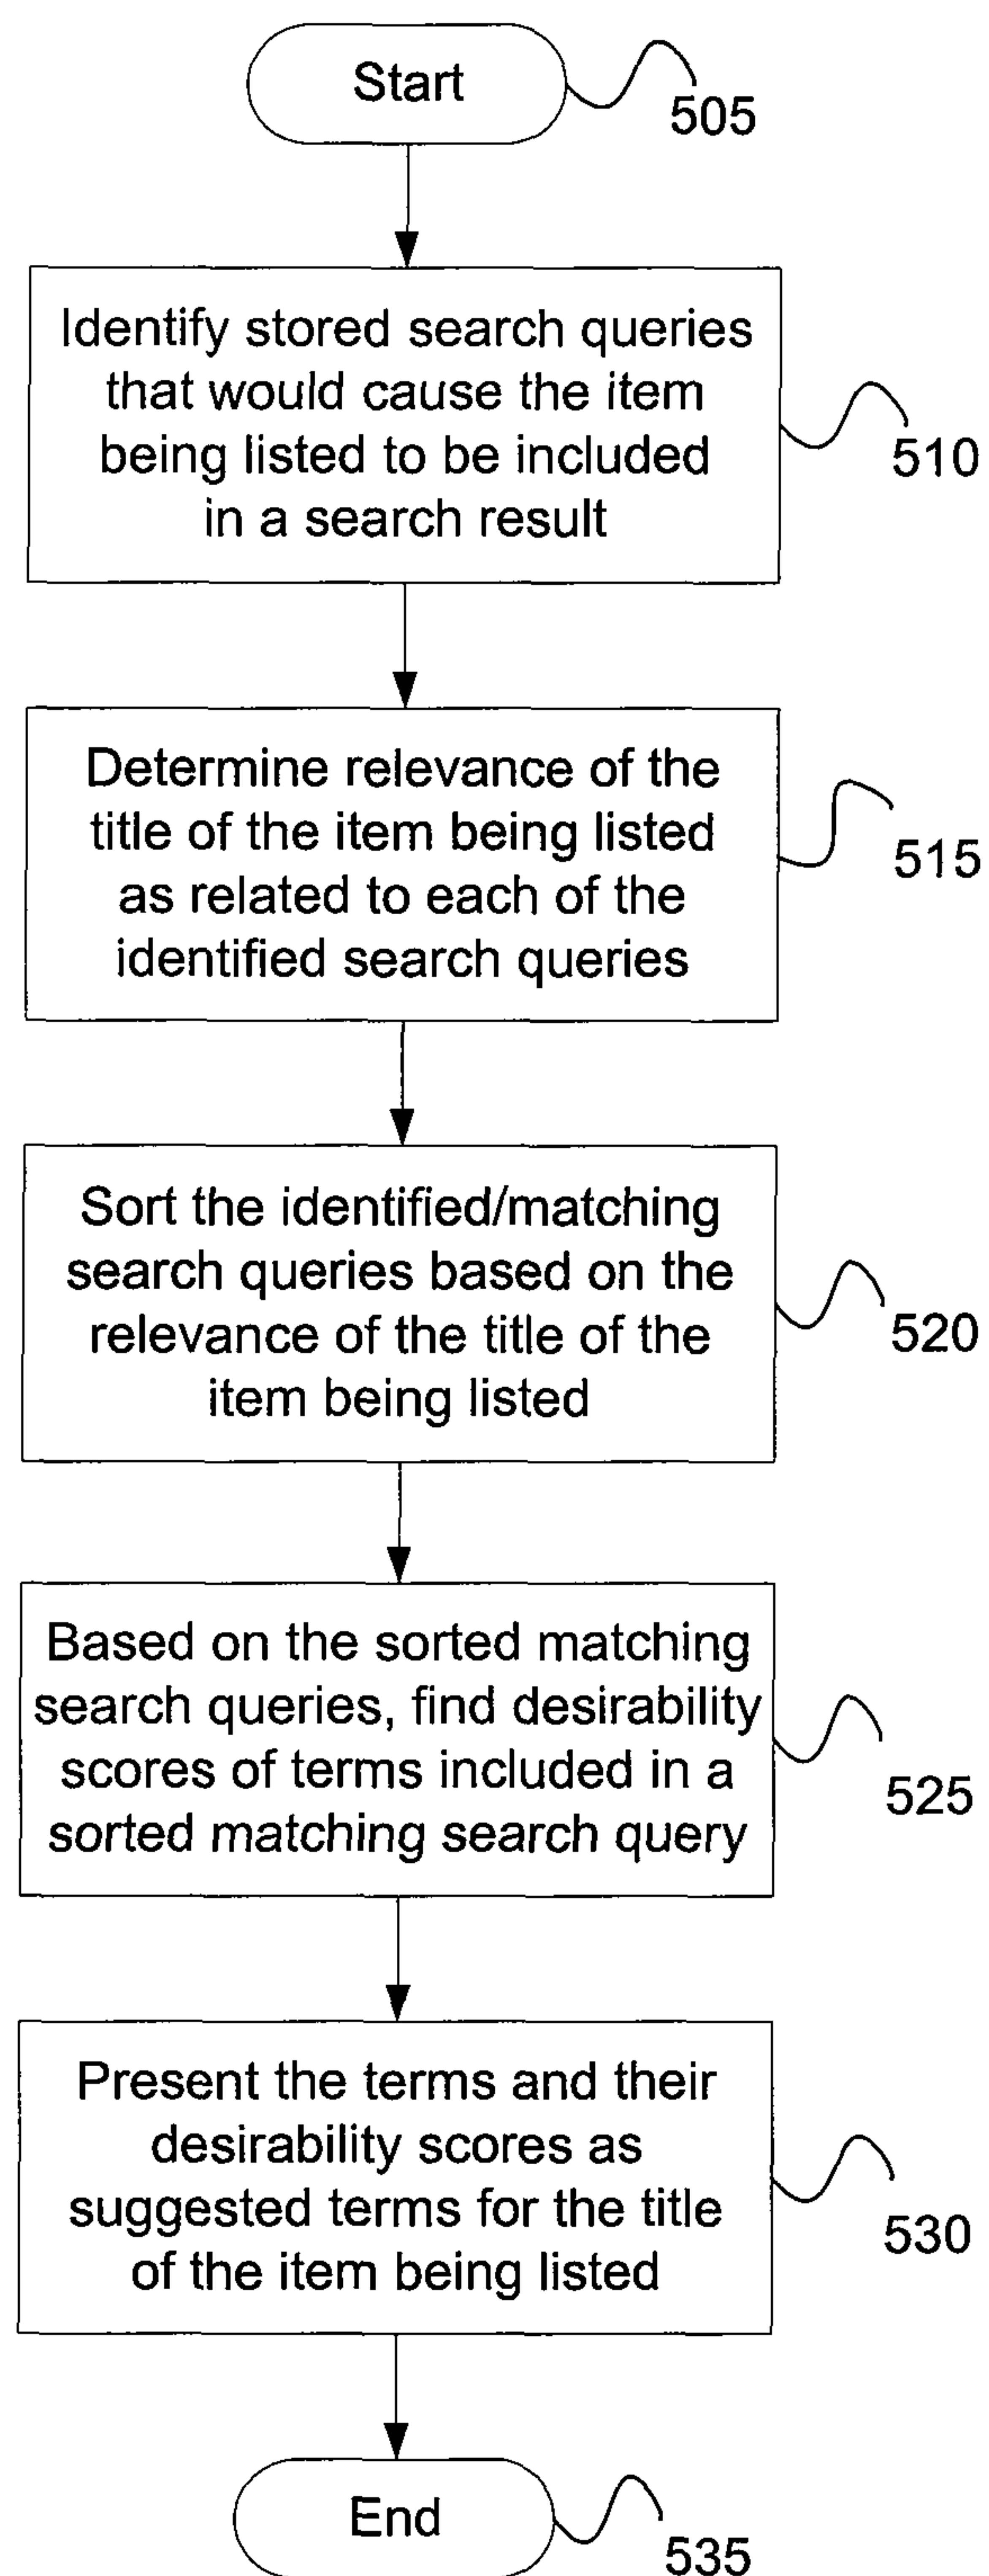 Start
505
Identify stored search queries
that would cause the item
being listed to be included
in a search result
510
Determine relevance of the
title of the item being listed
as related to each of the
identified search queries
515
Sort the identified/matching
search queries based on the
relevance of the title of the
item being listed
520
Based on the sorted matching
search queries, find desirability
scores of terms included in a
sorted matching search query
525
Present the terms and their
desirability scores as
suggested terms for the title
of the item being listed
530
End
535